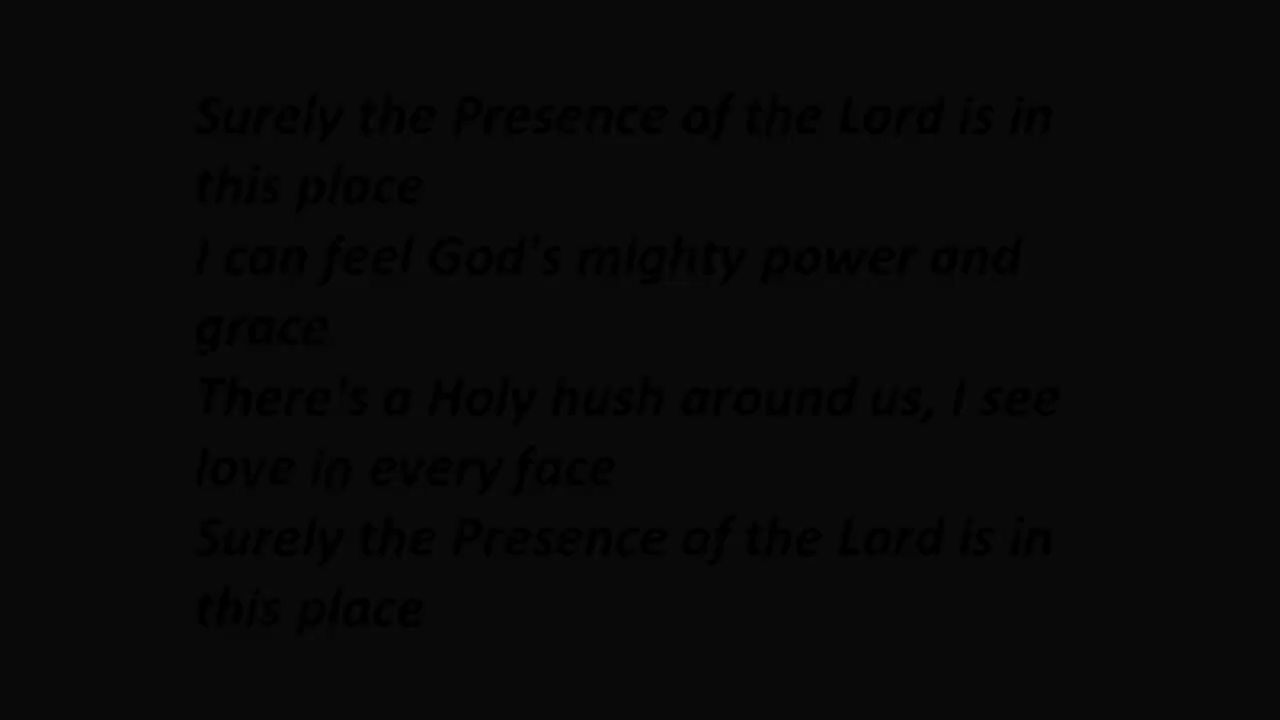 Surely the Presence of the Lord is in
this place
I can feel God's mighty power and
grace
There's a Holy hush around us, I see
love in every face
Surely the Presence of the Lord is in
this place